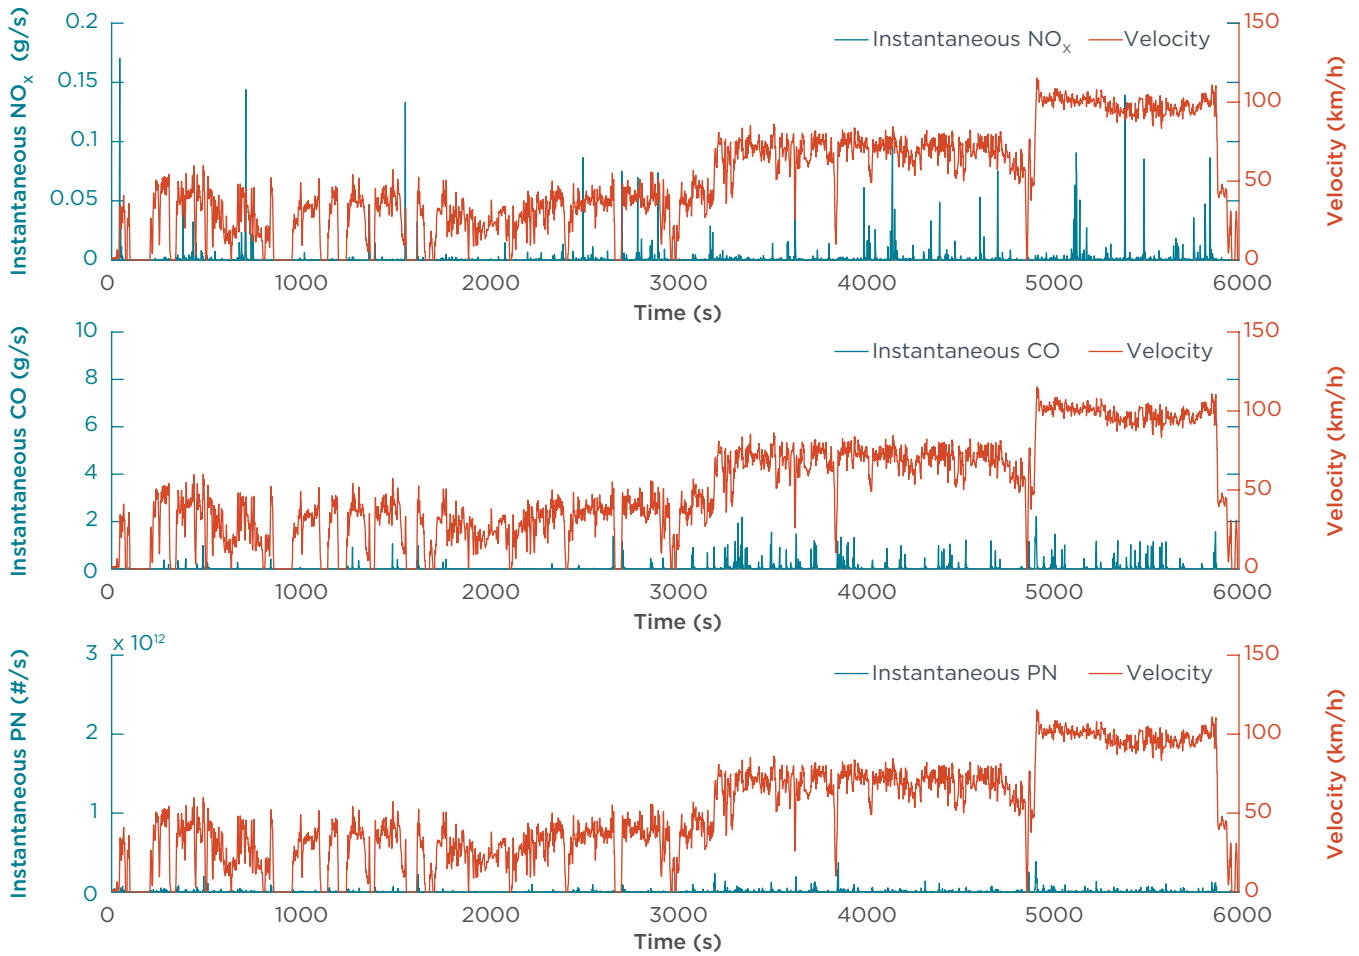 Instantaneous NOx (g/s)
0.2
0.15
0.1
0.05
0
Instantaneous NOx
Velocity
150
100
50
0
Velocity (km/h)
0 1000 2000 3000 4000 5000 6000
Time (s)
Instantaneous CO (g/s)
10
8
6
4
2
0
Instantaneous CO
Velocity
150
100
50
0
Velocity (km/h)
0 1000 2000 3000 4000 5000 6000
Time (s)
Instantaneous PN (#/s)
x 10¹²
3
2
1
0
Instantaneous PN
Velocity
150
100
50
0
Velocity (km/h)
0 1000 2000 3000 4000 5000 6000
Time (s)